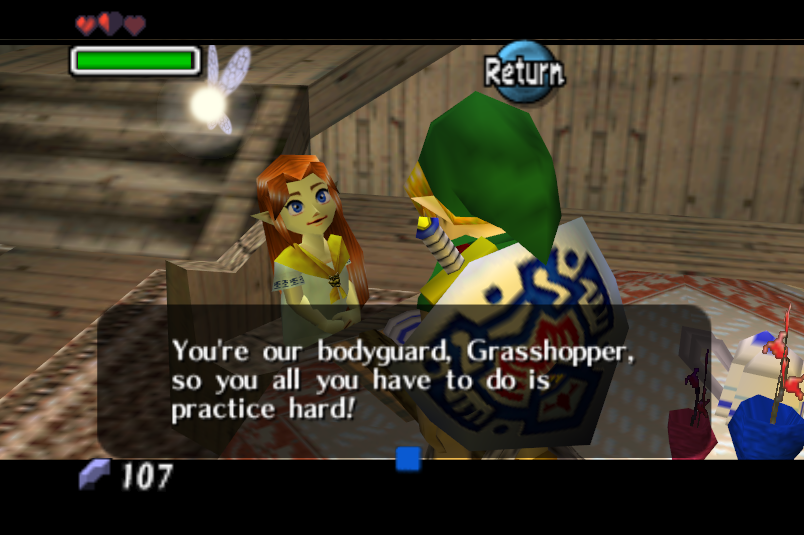 Return
You're our bodyguard, Grasshopper,
so you all you have to do is
practice hard!
107